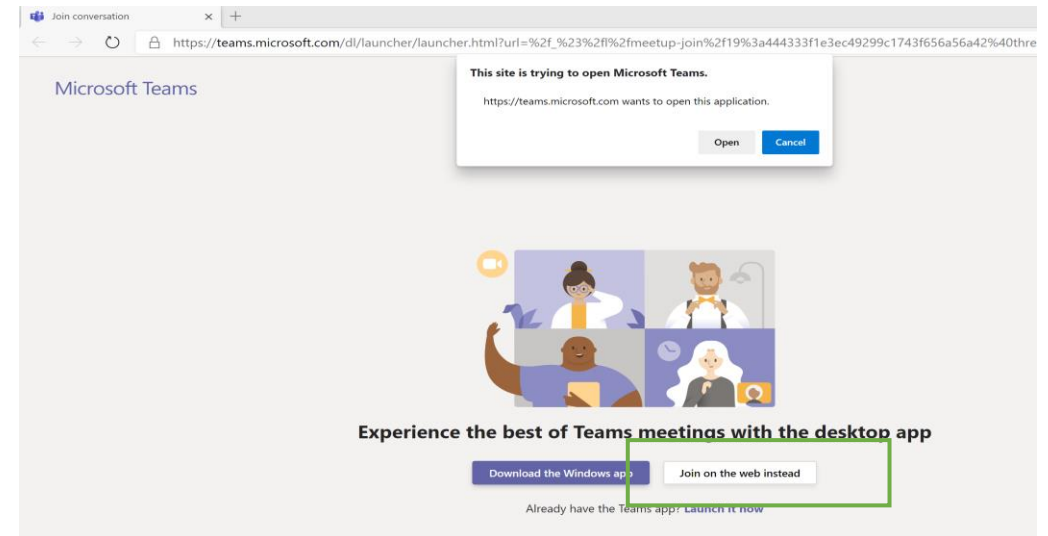 Join conversation
https://teams.microsoft.com/dl/launcher/launcher.html?url=%2f_%23%2fl%2fmeetup-join%2f19%3a444333f1e3ec49299c1743f656a56a42%40thre
Microsoft Teams
This site is trying to open Microsoft Teams.
https://teams.microsoft.com wants to open this application.
Open Cancel
Experience the best of Teams meetings with the desktop app
Download the Windows app Join on the web instead
Already have the Teams app? Launch it now